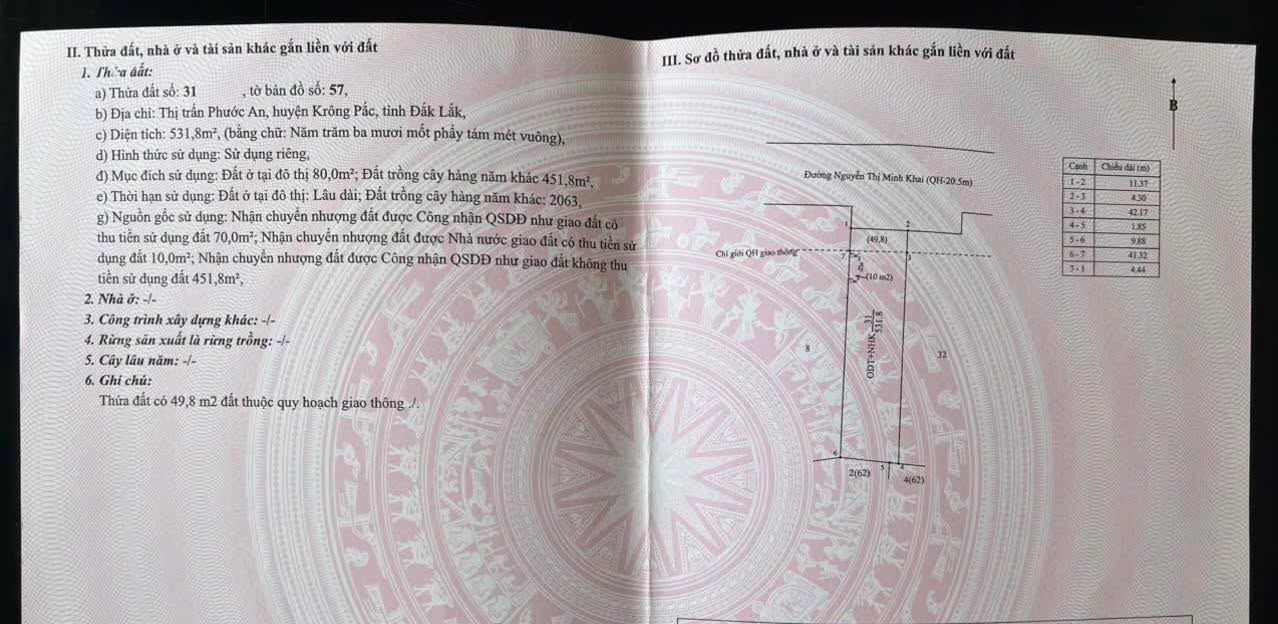 II. Thửa đất, nhà ở và tài sản khác gắn liền với đất
1. Thửa đất:
a) Thửa đất số: 31 , tờ bản đồ số: 57,
b) Địa chỉ: Thị trấn Phước An, huyện Krông Pắc, tỉnh Đắk Lắk,
c) Diện tích: 531,8m², (bằng chữ: Năm trăm ba mươi mốt phẩy tám mét vuông),
d) Hình thức sử dụng: Sử dụng riêng,
đ) Mục đích sử dụng: Đất ở tại đô thị 80,0m²; Đất trồng cây hàng năm khác 451,8m²,
e) Thời hạn sử dụng: Đất ở tại đô thị: Lâu dài; Đất trồng cây hàng năm khác: 2063,
g) Nguồn gốc sử dụng: Nhận chuyển nhượng đất được Công nhận QSDĐ như giao đất có
thu tiền sử dụng đất 70,0m²; Nhận chuyển nhượng đất được Nhà nước giao đất có thu tiền sử
dụng đất 10,0m²; Nhận chuyển nhượng đất được Công nhận QSDĐ như giao đất không thu
tiền sử dụng đất 451,8m²,
2. Nhà ở: -/-
3. Công trình xây dựng khác: -/-
4. Rừng sản xuất là rừng trồng: -/-
5. Cây lâu năm: -/-
6. Ghi chú:
Thửa đất có 49,8 m2 đất thuộc quy hoạch giao thông ./.
III. Sơ đồ thửa đất, nhà ở và tài sản khác gắn liền với đất
B
Đường Nguyễn Thị Minh Khai (QH-20.5m)
1 2
(49,8)
Chỉ giới QH giao thông
7 3
(10 m2)
ODT+NHK 31/531.8
8
32
6
5 4
2(62)
4(62)
Cạnh Chiều dài (m)
1 - 2 11.37
2 - 3 4.30
3 - 4 42.17
4 - 5 1.85
5 - 6 9.88
6 - 7 41.32
7 - 1 4.44